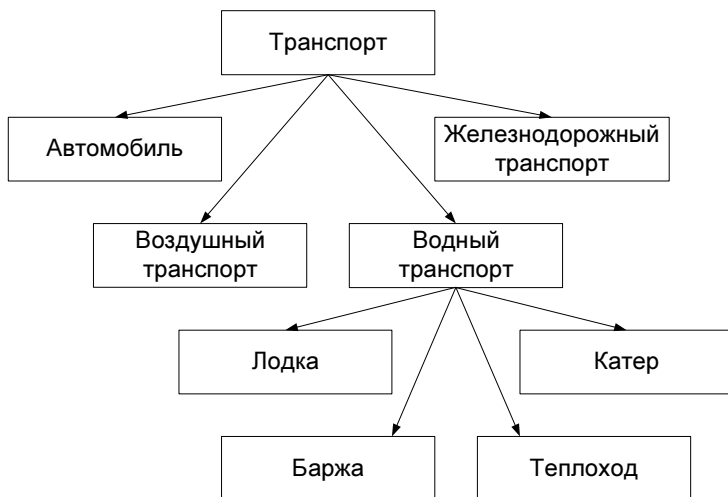 Транспорт
Автомобиль
Железнодорожный
транспорт
Воздушный
транспорт
Водный
транспорт
Лодка
Катер
Баржа
Теплоход